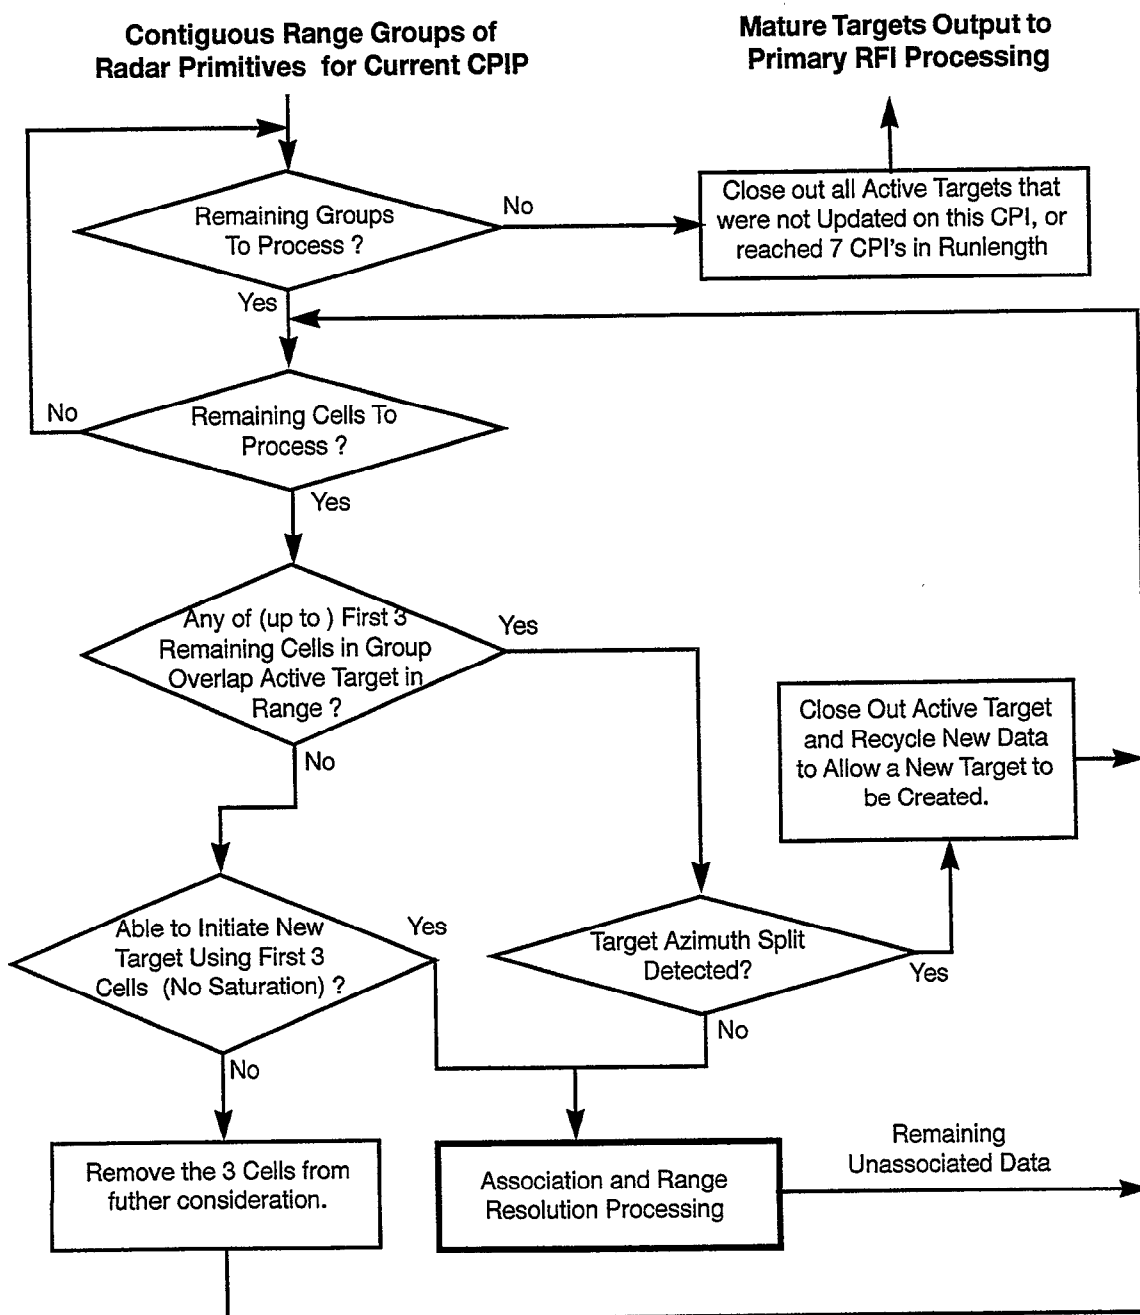 Contiguous Range Groups of
Radar Primitives for Current CPIP
Mature Targets Output to
Primary RFI Processing
Remaining Groups
To Process ?
No
Close out all Active Targets that
were not Updated on this CPI, or
reached 7 CPI's in Runlength
Yes
No
Remaining Cells To
Process ?
Yes
Any of (up to ) First 3
Remaining Cells in Group
Overlap Active Target in
Range ?
Yes
No
Close Out Active Target
and Recycle New Data
to Allow a New Target to
be Created.
Able to Initiate New
Target Using First 3
Cells (No Saturation) ?
Yes
Target Azimuth Split
Detected?
Yes
No
No
Remove the 3 Cells from
futher consideration.
Association and Range
Resolution Processing
Remaining
Unassociated Data